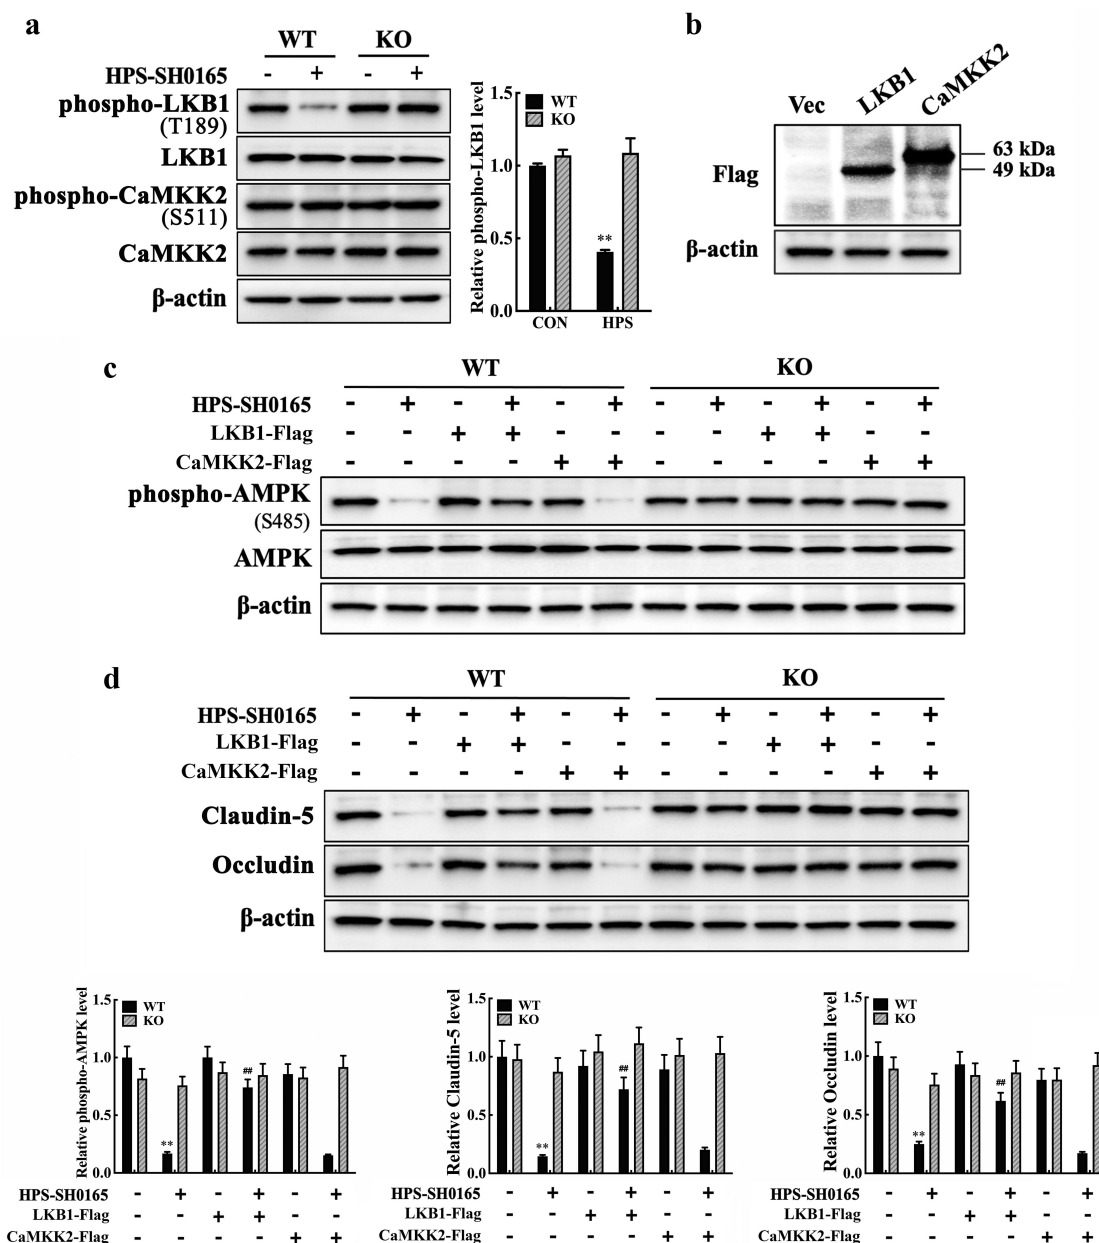 a
WT KO
HPS-SH0165 - + - +
phospho-LKB1
(T189)
LKB1
phospho-CaMKK2
(S511)
CaMKK2
β-actin
Relative phospho-LKB1 level
1.5
1.0
0.5
0.0
WT
KO
**
CON HPS
b
Vec LKB1 CaMKK2
Flag
63 kDa
49 kDa
β-actin
c
WT KO
HPS-SH0165 - + - + - + - + - + - +
LKB1-Flag - - + + - - - - + + - -
CaMKK2-Flag - - - - + + - - - - + +
phospho-AMPK
(S485)
AMPK
β-actin
d
WT KO
HPS-SH0165 - + - + - + - + - + - +
LKB1-Flag - - + + - - - - + + - -
CaMKK2-Flag - - - - + + - - - - + +
Claudin-5
Occludin
β-actin
Relative phospho-AMPK level
1.5
1.0
0.5
0.0
WT
KO
**
##
HPS-SH0165 - + - + - +
LKB1-Flag - - + + - -
CaMKK2-Flag - - - - + +
Relative Claudin-5 level
1.5
1.0
0.5
0.0
WT
KO
**
##
HPS-SH0165 - + - + - +
LKB1-Flag - - + + - -
CaMKK2-Flag - - - - + +
Relative Occludin level
1.5
1.0
0.5
0.0
WT
KO
**
##
HPS-SH0165 - + - + - +
LKB1-Flag - - + + - -
CaMKK2-Flag - - - - + +